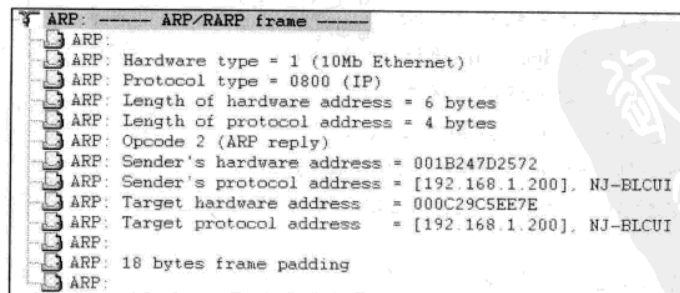 ARP: ----- ARP/RARP frame -----
ARP:
ARP: Hardware type = 1 (10Mb Ethernet)
ARP: Protocol type = 0800 (IP)
ARP: Length of hardware address = 6 bytes
ARP: Length of protocol address = 4 bytes
ARP: Opcode 2 (ARP reply)
ARP: Sender's hardware address = 001B247D2572
ARP: Sender's protocol address = [192.168.1.200], NJ-BLCUI
ARP: Target hardware address = 000C29C5EE7E
ARP: Target protocol address = [192.168.1.200], NJ-BLCUI
ARP:
ARP: 18 bytes frame padding
ARP: